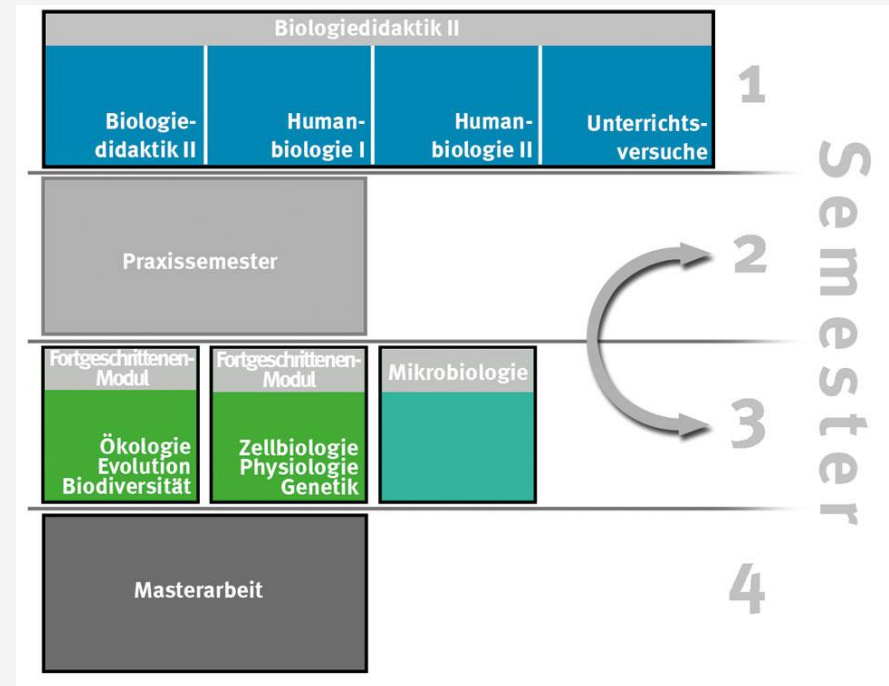 Biologiedidaktik II
Biologie-
didaktik II
Human-
biologie I
Human-
biologie II
Unterrichts-
versuche
1
Praxissemester
2
Fortgeschrittenen-
Modul
Ökologie
Evolution
Biodiversität
Fortgeschrittenen-
Modul
Zellbiologie
Physiologie
Genetik
Mikrobiologie
3
Masterarbeit
4
Semester